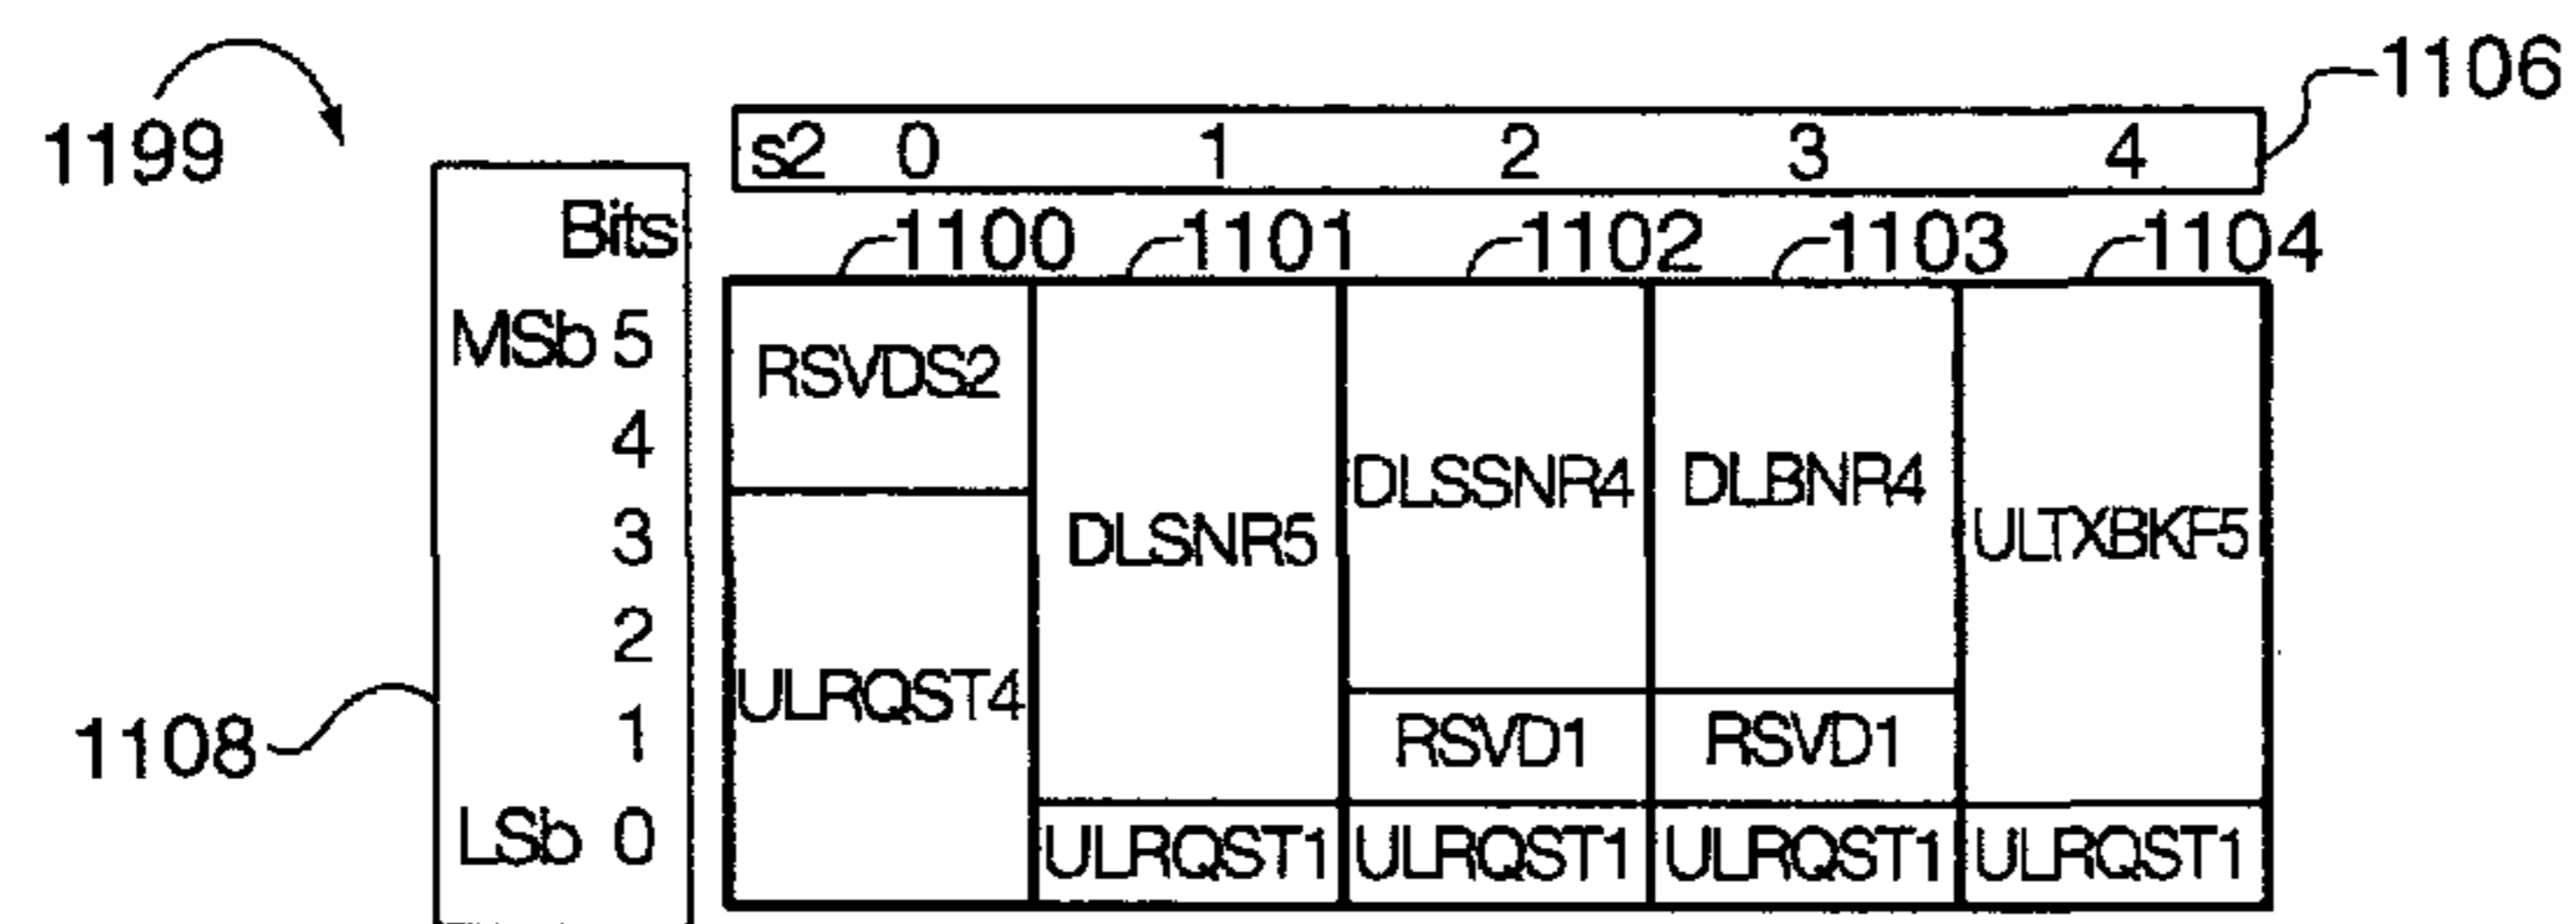 1106
1199
s2 0 1 2 3 4
Bits
1100 1101 1102 1103 1104
MSb 5
RSVDS2
4
DLSSNR4 DLBNR4
3
DLSNR5 ULTXBKF5
2
ULRQST4
1
RSVD1 RSVD1
1108
LSb 0
ULRQST1 ULRQST1 ULRQST1 ULRQST1